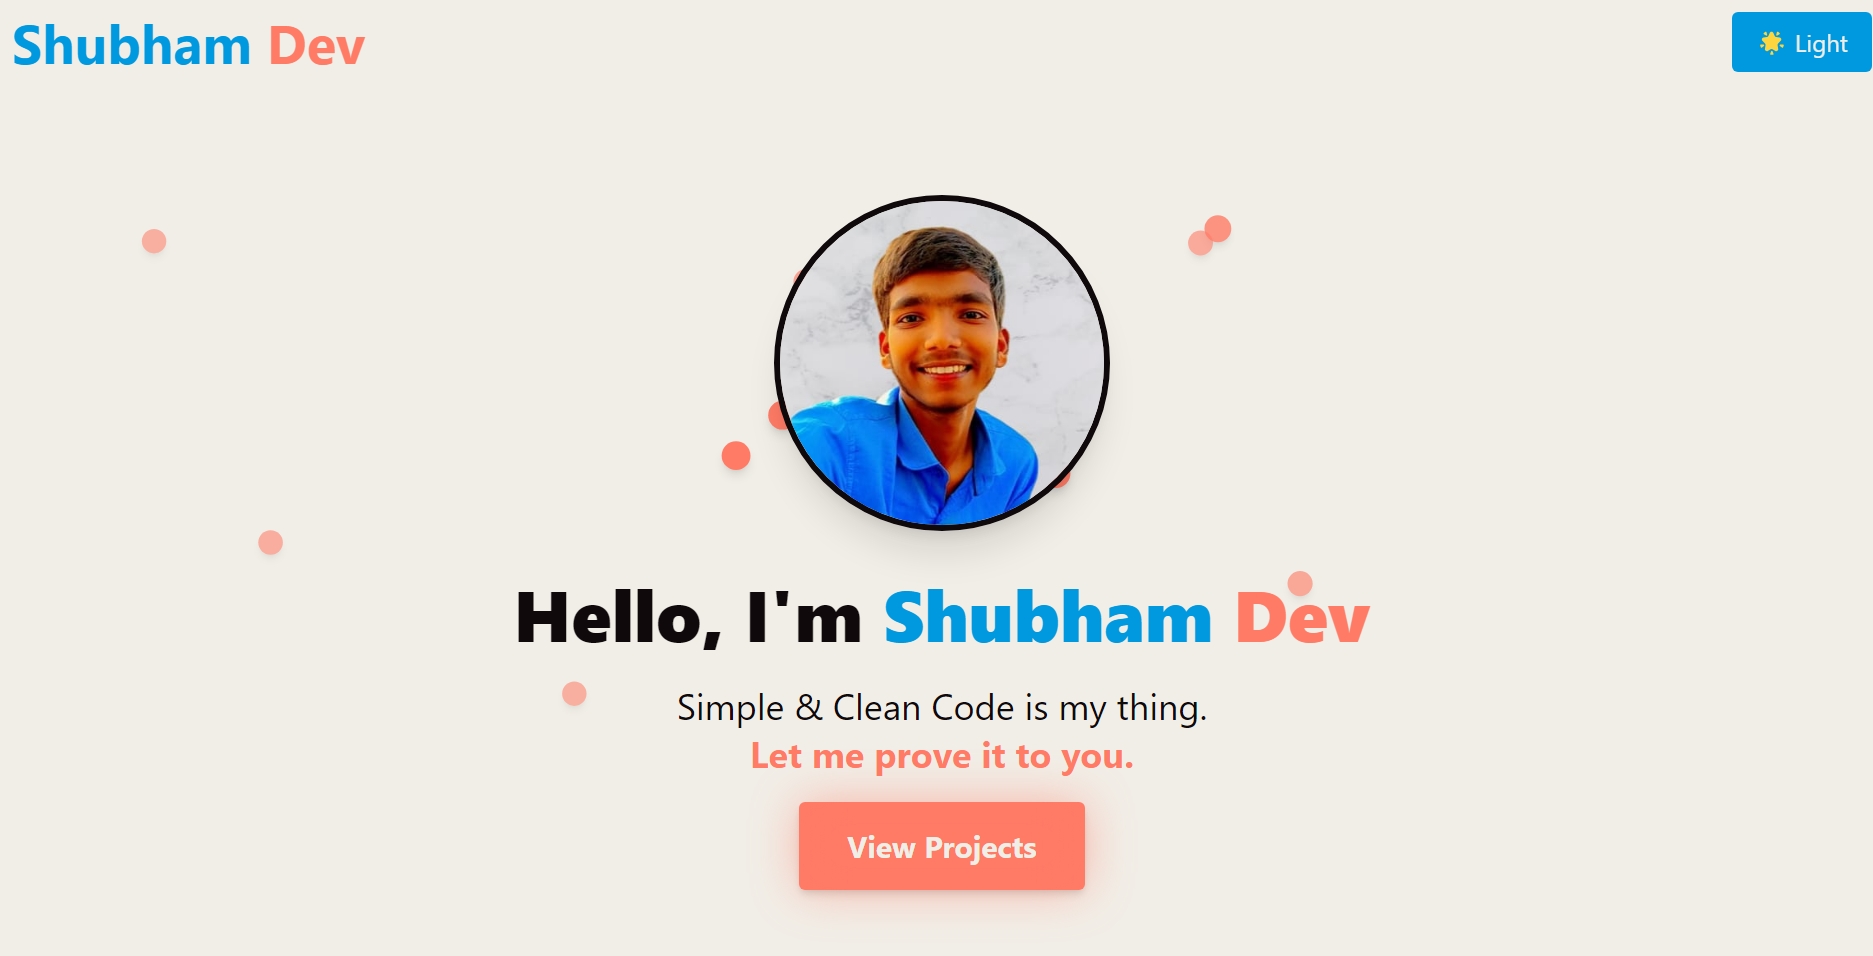 Shubham Dev
🌟 Light
Hello, I'm Shubham Dev
Simple & Clean Code is my thing.
Let me prove it to you.
View Projects